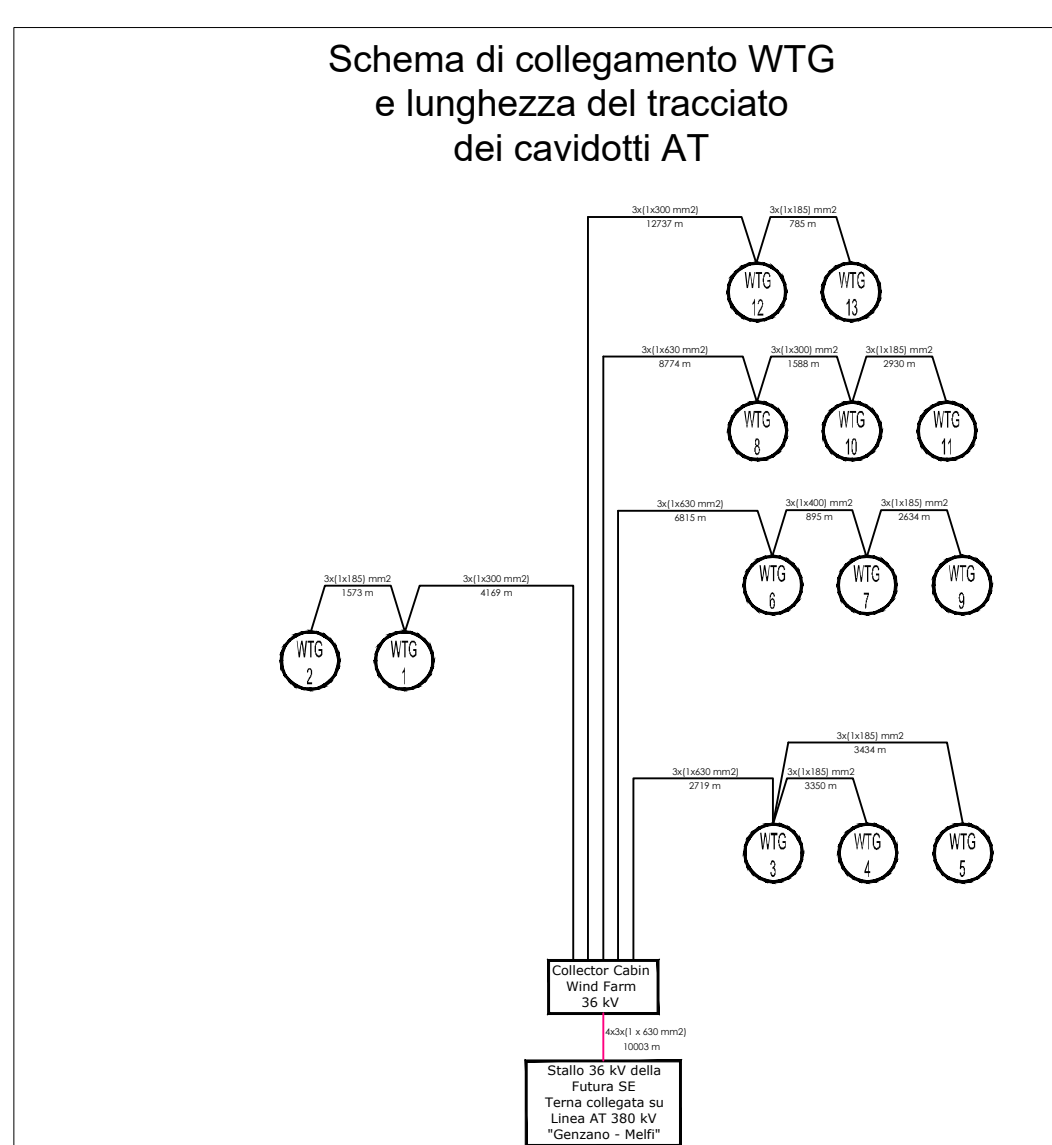 Schema di collegamento WTG
e lunghezza del tracciato
dei cavidotti AT
3x(1x300 mm2)
12737 m
3x(1x185) mm2
785 m
WTG
12
WTG
13
3x(1x630 mm2)
8774 m
3x(1x300) mm2
1588 m
3x(1x185) mm2
2930 m
WTG
8
WTG
10
WTG
11
3x(1x630 mm2)
6815 m
3x(1x400) mm2
895 m
3x(1x185) mm2
2634 m
WTG
6
WTG
7
WTG
9
3x(1x185) mm2
1573 m
3x(1x300 mm2)
4169 m
WTG
2
WTG
1
3x(1x185) mm2
3434 m
3x(1x630 mm2)
2719 m
3x(1x185) mm2
3350 m
WTG
3
WTG
4
WTG
5
Collector Cabin
Wind Farm
36 kV
4x3x(1 x 630 mm2)
10003 m
Stallo 36 kV della
Futura SE
Terna collegata su
Linea AT 380 kV
"Genzano - Melfi"